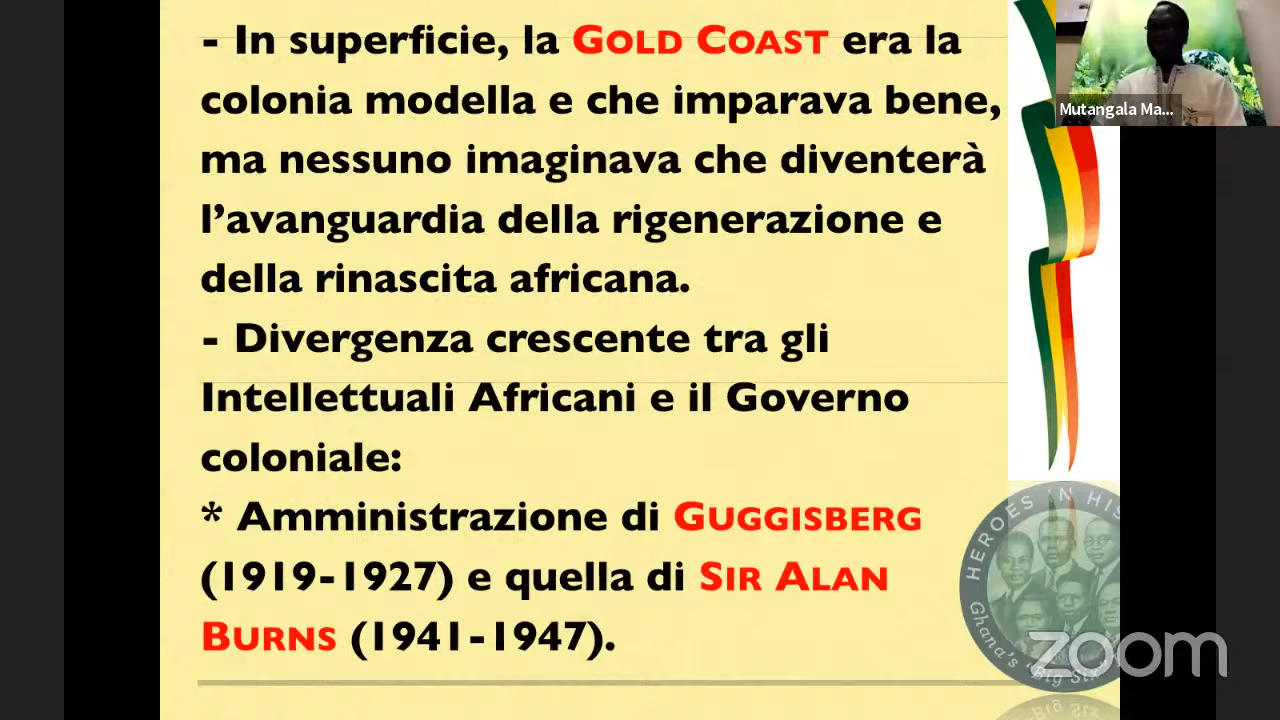 - In superficie, la GOLD COAST era la
colonia modella e che imparava bene,
ma nessuno imaginava che diventerà
l'avanguardia della rigenerazione e
della rinascita africana.
- Divergenza crescente tra gli
Intellettuali Africani e il Governo
coloniale:
* Amministrazione di GUGGISBERG
(1919-1927) e quella di SIR ALAN
BURNS (1941-1947).
Mutangala Ma...
HEROES IN HIS
Ghana's 'Big Si
zoom